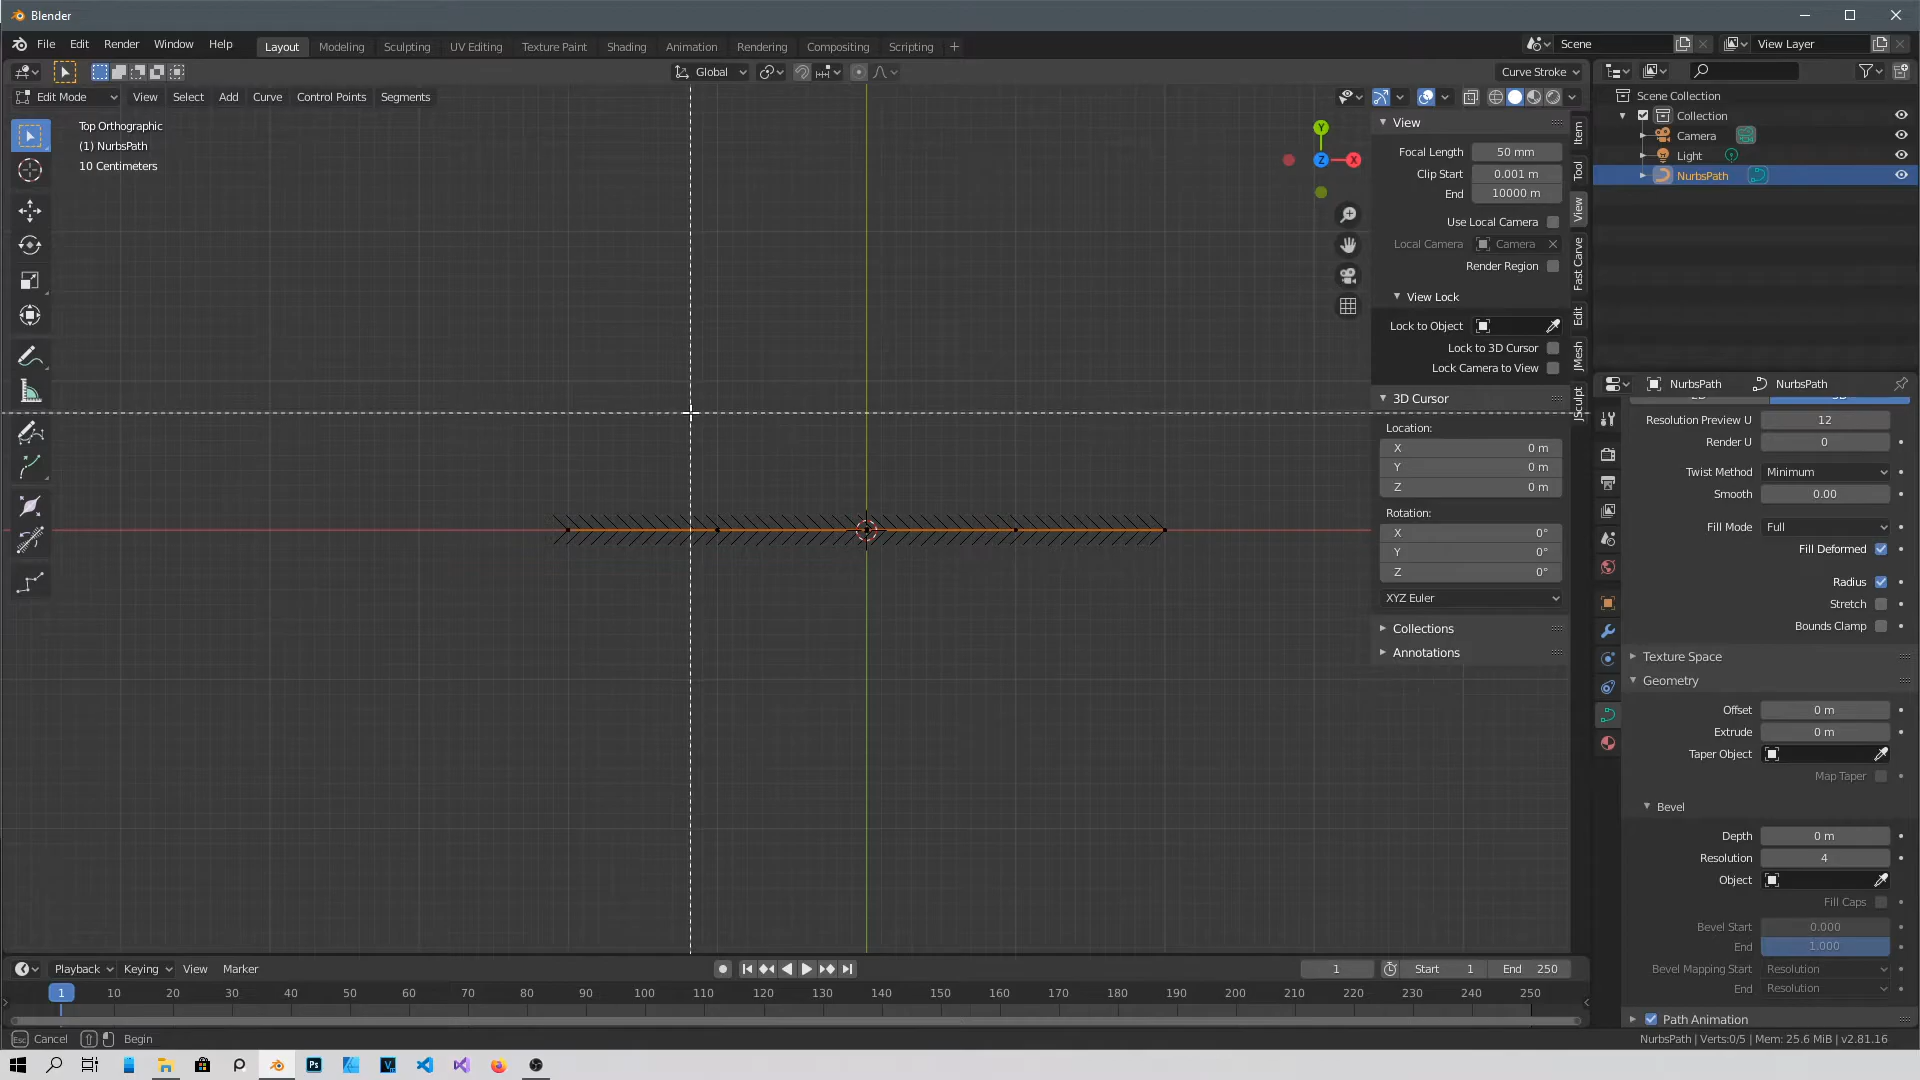 Blender
File Edit Render Window Help Layout Modeling Sculpting UV Editing Texture Paint Shading Animation Rendering Compositing Scripting + Scene View Layer
Global Curve Stroke
Edit Mode View Select Add Curve Control Points Segments
Top Orthographic
(1) NurbsPath
10 Centimeters
Y
Z
X
View
Focal Length 50 mm
Clip Start 0.001 m
End 10000 m
Use Local Camera
Local Camera Camera
Render Region
View Lock
Lock to Object
Lock to 3D Cursor
Lock Camera to View
3D Cursor
Location:
X 0 m
Y 0 m
Z 0 m
Rotation:
X 0°
Y 0°
Z 0°
XYZ Euler
Collections
Annotations
Item
Tool
View
Fast Carve
Edit
JMesh
JSculpt
Scene Collection
Collection
Camera
Light
NurbsPath
NurbsPath NurbsPath
Resolution Preview U 12
Render U 0
Twist Method Minimum
Smooth 0.00
Fill Mode Full
Fill Deformed
Radius
Stretch
Bounds Clamp
Texture Space
Geometry
Offset 0 m
Extrude 0 m
Taper Object
Map Taper
Bevel
Depth 0 m
Resolution 4
Object
Fill Caps
Bevel Start 0.000
End 1.000
Bevel Mapping Start Resolution
End Resolution
Path Animation
Playback Keying View Marker 1 Start 1 End 250
1 10 20 30 40 50 60 70 80 90 100 110 120 130 140 150 160 170 180 190 200 210 220 230 240 250
Esc Cancel Begin
NurbsPath | Verts:0/5 | Mem: 25.6 MiB | v2.81.16
Ps